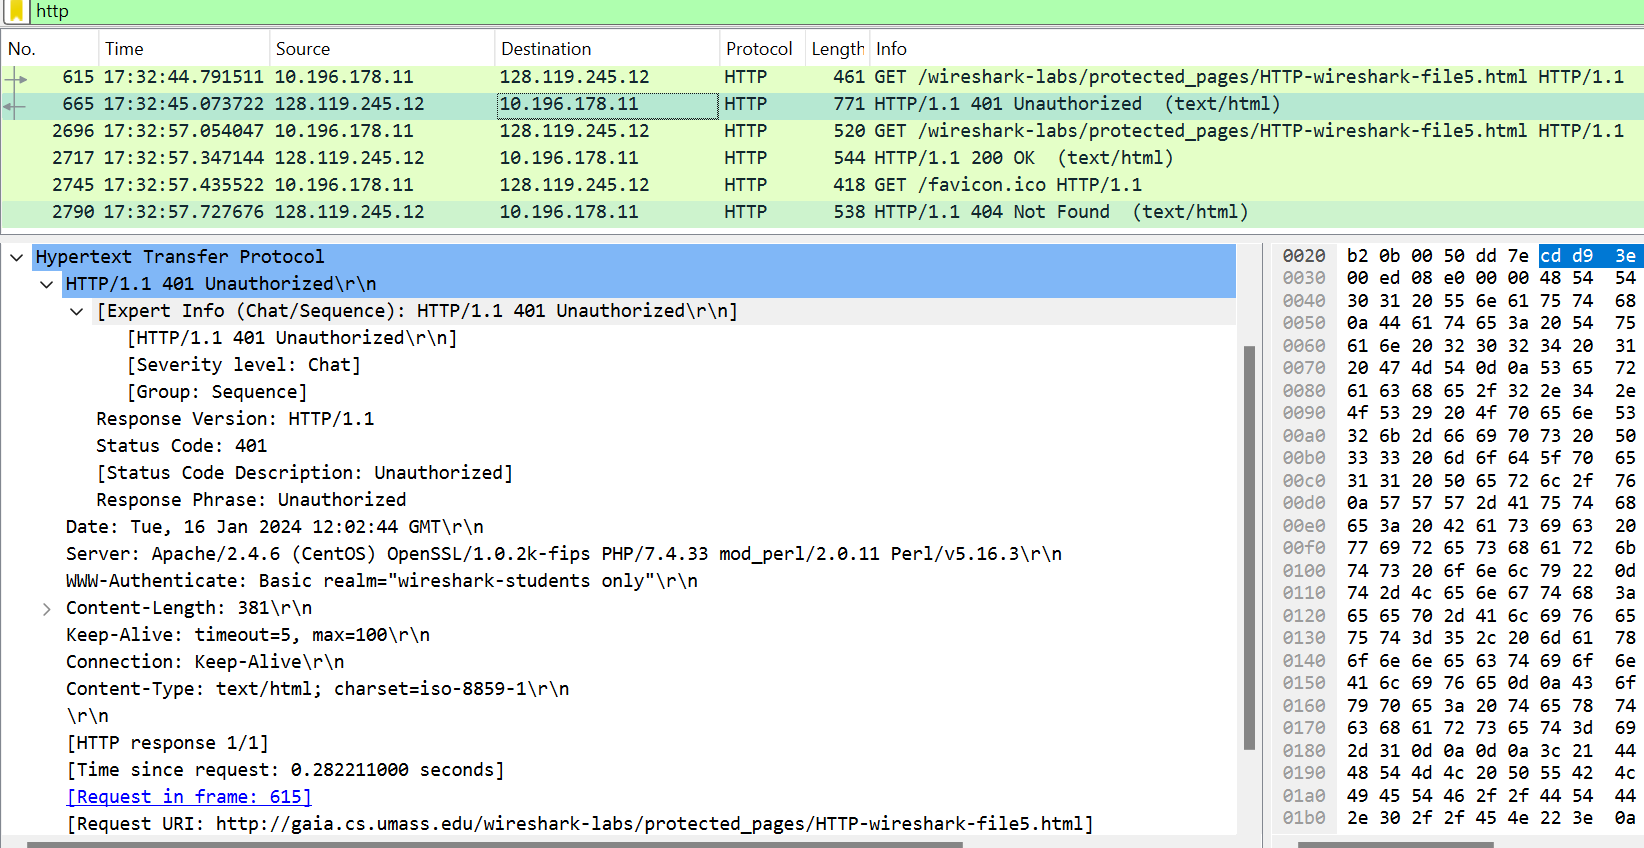 http
No. Time Source Destination Protocol Length Info
615 17:32:44.791511 10.196.178.11 128.119.245.12 HTTP 461 GET /wireshark-labs/protected_pages/HTTP-wireshark-file5.html HTTP/1.1
665 17:32:45.073722 128.119.245.12 10.196.178.11 HTTP 771 HTTP/1.1 401 Unauthorized (text/html)
2696 17:32:57.054047 10.196.178.11 128.119.245.12 HTTP 520 GET /wireshark-labs/protected_pages/HTTP-wireshark-file5.html HTTP/1.1
2717 17:32:57.347144 128.119.245.12 10.196.178.11 HTTP 544 HTTP/1.1 200 OK (text/html)
2745 17:32:57.435522 10.196.178.11 128.119.245.12 HTTP 418 GET /favicon.ico HTTP/1.1
2790 17:32:57.727676 128.119.245.12 10.196.178.11 HTTP 538 HTTP/1.1 404 Not Found (text/html)
Hypertext Transfer Protocol
HTTP/1.1 401 Unauthorized\r\n
[Expert Info (Chat/Sequence): HTTP/1.1 401 Unauthorized\r\n]
[HTTP/1.1 401 Unauthorized\r\n]
[Severity level: Chat]
[Group: Sequence]
Response Version: HTTP/1.1
Status Code: 401
[Status Code Description: Unauthorized]
Response Phrase: Unauthorized
Date: Tue, 16 Jan 2024 12:02:44 GMT\r\n
Server: Apache/2.4.6 (CentOS) OpenSSL/1.0.2k-fips PHP/7.4.33 mod_perl/2.0.11 Perl/v5.16.3\r\n
WWW-Authenticate: Basic realm="wireshark-students only"\r\n
Content-Length: 381\r\n
Keep-Alive: timeout=5, max=100\r\n
Connection: Keep-Alive\r\n
Content-Type: text/html; charset=iso-8859-1\r\n
\r\n
[HTTP response 1/1]
[Time since request: 0.282211000 seconds]
[Request in frame: 615]
[Request URI: http://gaia.cs.umass.edu/wireshark-labs/protected_pages/HTTP-wireshark-file5.html]
0020 b2 0b 00 50 dd 7e cd d9 3e
0030 00 ed 08 e0 00 00 48 54 54
0040 30 31 20 55 6e 61 75 74 68
0050 0a 44 61 74 65 3a 20 54 75
0060 61 6e 20 32 30 32 34 20 31
0070 20 47 4d 54 0d 0a 53 65 72
0080 61 63 68 65 2f 32 2e 34 2e
0090 4f 53 29 20 4f 70 65 6e 53
00a0 32 6b 2d 66 69 70 73 20 50
00b0 33 33 20 6d 6f 64 5f 70 65
00c0 31 31 20 50 65 72 6c 2f 76
00d0 0a 57 57 57 2d 41 75 74 68
00e0 65 3a 20 42 61 73 69 63 20
00f0 77 69 72 65 73 68 61 72 6b
0100 74 73 20 6f 6e 6c 79 22 0d
0110 74 2d 4c 65 6e 67 74 68 3a
0120 65 65 70 2d 41 6c 69 76 65
0130 75 74 3d 35 2c 20 6d 61 78
0140 6f 6e 6e 65 63 74 69 6f 6e
0150 41 6c 69 76 65 0d 0a 43 6f
0160 79 70 65 3a 20 74 65 78 74
0170 63 68 61 72 73 65 74 3d 69
0180 2d 31 0d 0a 0d 0a 3c 21 44
0190 48 54 4d 4c 20 50 55 42 4c
01a0 49 45 54 46 2f 2f 44 54 44
01b0 2e 30 2f 2f 45 4e 22 3e 0a